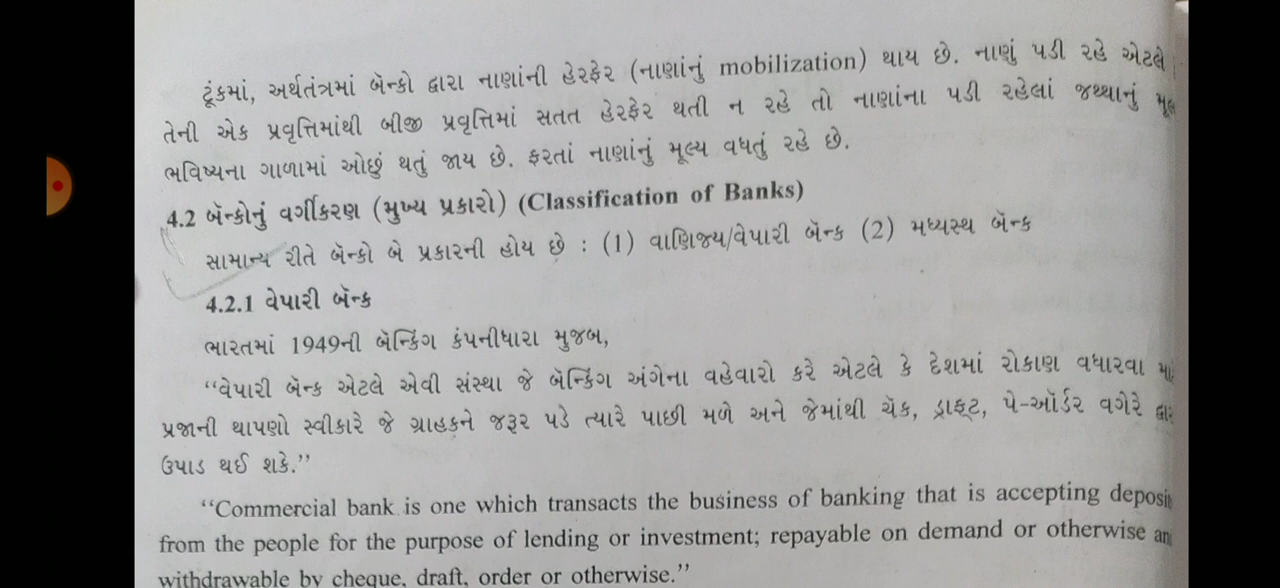 ટૂંકમાં, અર્થતંત્રમાં બૅન્કો દ્વારા નાણાંની હેરફેર (નાણાંનું mobilization) થાય છે. નાણું પડી રહે એટલે
તેની એક પ્રવૃત્તિમાંથી બીજી પ્રવૃત્તિમાં સતત હેરફેર થતી ન રહે તો નાણાંના પડી રહેલાં જથ્થાનું
ભવિષ્યના ગાળામાં ઓછું થતું જાય છે. ફરતાં નાણાંનું મૂલ્ય વધતું રહે છે.
4.2 બૅન્કોનું વર્ગીકરણ (મુખ્ય પ્રકારો) (Classification of Banks)
સામાન્ય રીતે બૅન્કો બે પ્રકારની હોય છે : (1) વાણિજ્ય/વેપારી બૅન્ક (2) મધ્યસ્થ બૅન્ક
4.2.1 વેપારી બૅન્ક
ભારતમાં 1949ની બૅન્કિંગ કંપનીધારા મુજબ,
“વેપારી બૅન્ક એટલે એવી સંસ્થા જે બૅન્કિંગ અંગેના વહેવારો કરે એટલે કે દેશમાં રોકાણ વધારવા
પ્રજાની થાપણો સ્વીકારે જે ગ્રાહકને જરૂર પડે ત્યારે પાછી મળે અને જેમાંથી ચૅક, ડ્રાફ્ટ, પે-ઑર્ડર વગેરે
ઉપાડ થઈ શકે.”
“Commercial bank is one which transacts the business of banking that is accepting
from the people for the purpose of lending or investment; repayable on demand or otherwise
withdrawable by cheque, draft, order or otherwise.”